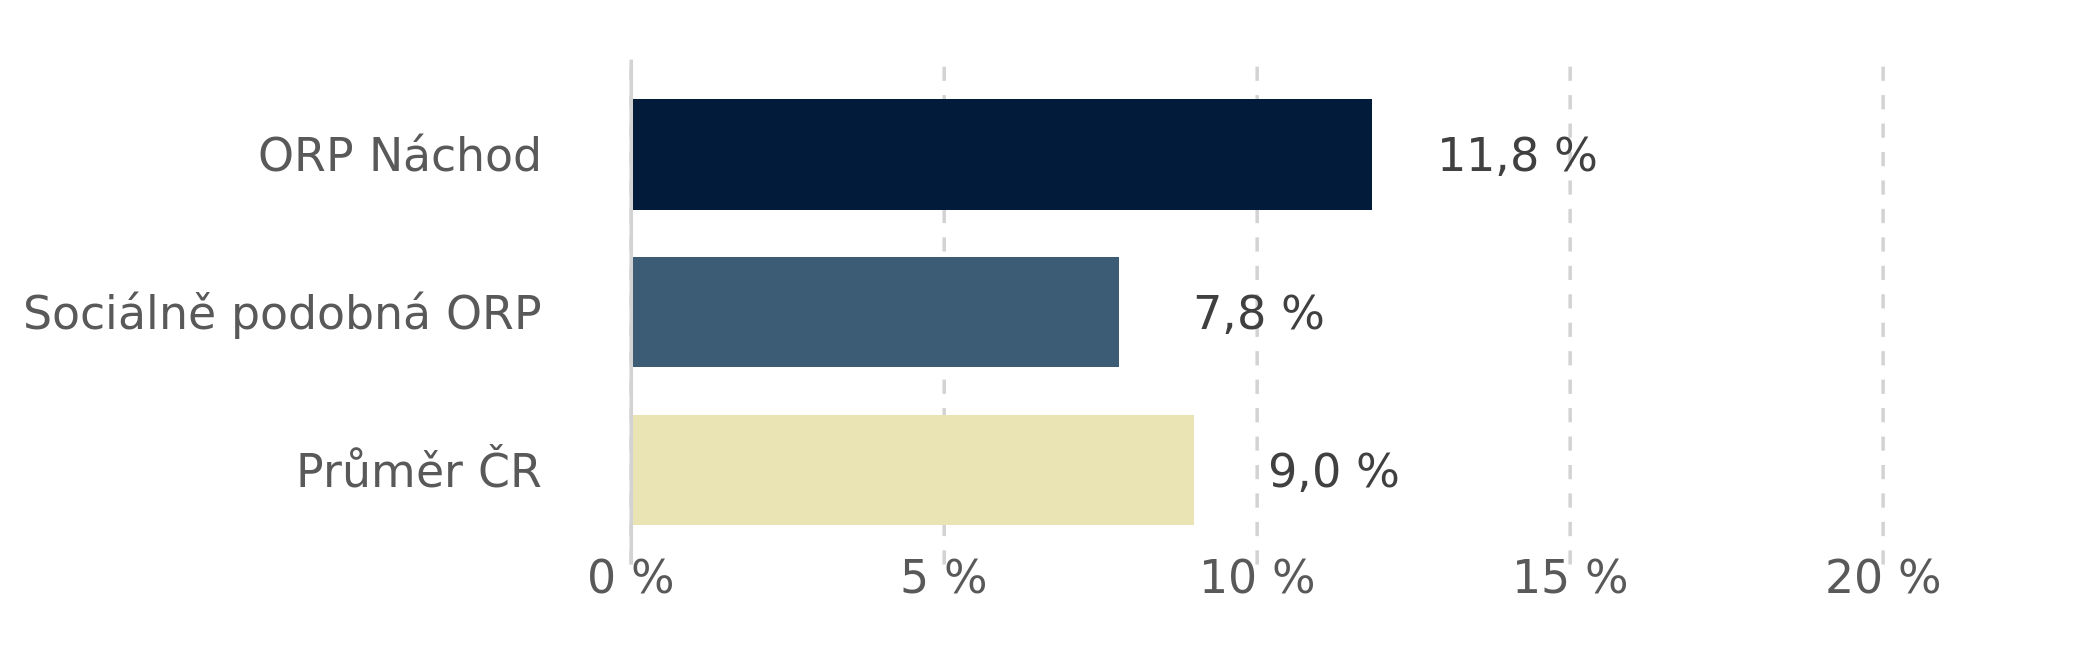 ORP Náchod 11,8 %
Sociálně podobná ORP 7,8 %
Průměr ČR 9,0 %
0 % 5 % 10 % 15 % 20 %